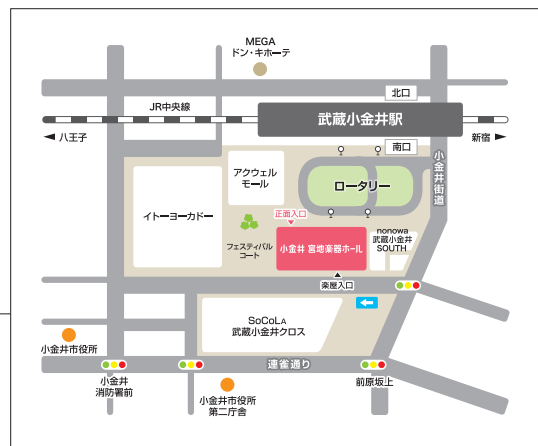 MEGA
ドン・キホーテ
北口
JR中央線
武蔵小金井駅
八王子
新宿
南口
小金井街道
アクウェル
モール
ロータリー
イトーヨーカドー
正面入口
フェスティバル
コート
小金井 宮地楽器ホール
nonowa
武蔵小金井
SOUTH
楽屋入口
SoCoLA
武蔵小金井クロス
小金井市役所
連雀通り
小金井
消防署前
前原坂上
小金井市役所
第二庁舎